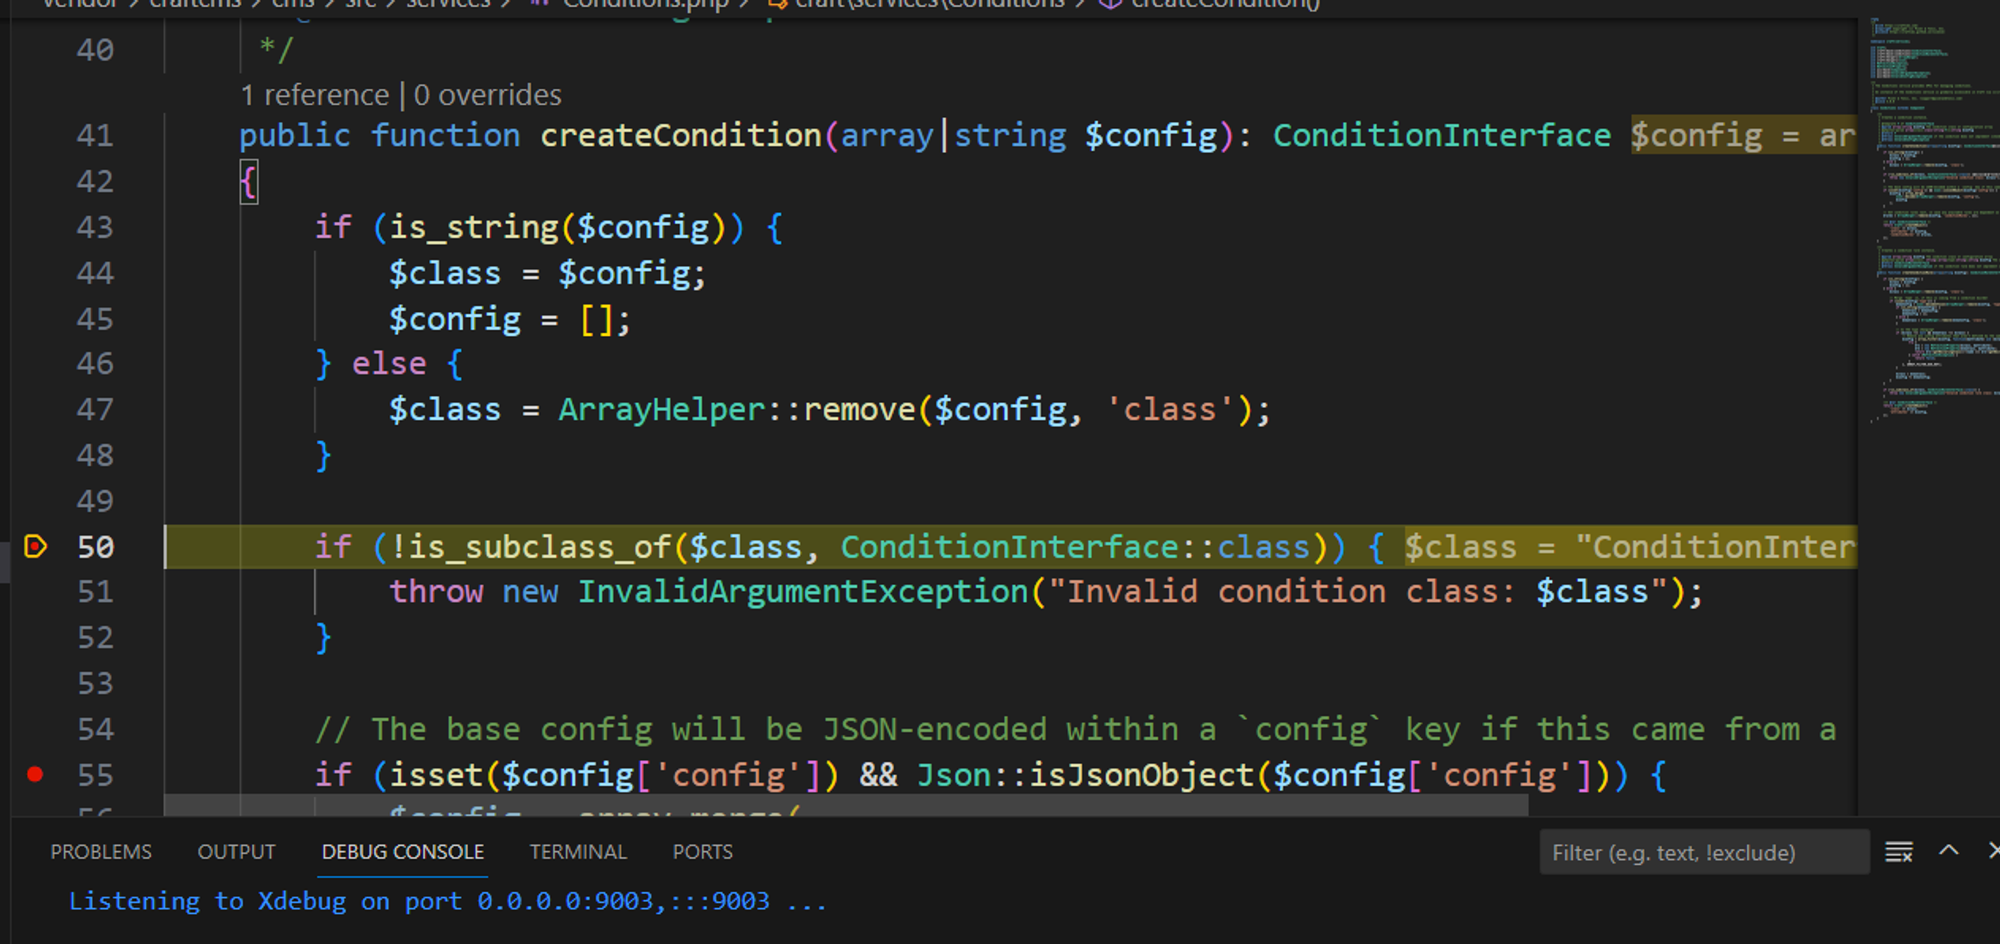 vendor > craftcms > cms > src > services > Conditions.php > craft\services\Conditions > createCondition()
40 */
1 reference | 0 overrides
41 public function createCondition(array|string $config): ConditionInterface $config = ar
42 {
43 if (is_string($config)) {
44 $class = $config;
45 $config = [];
46 } else {
47 $class = ArrayHelper::remove($config, 'class');
48 }
49
50 if (!is_subclass_of($class, ConditionInterface::class)) { $class = "ConditionInter
51 throw new InvalidArgumentException("Invalid condition class: $class");
52 }
53
54 // The base config will be JSON-encoded within a `config` key if this came from a
55 if (isset($config['config']) && Json::isJsonObject($config['config'])) {
56 $config = array_merge(
PROBLEMS OUTPUT DEBUG CONSOLE TERMINAL PORTS Filter (e.g. text, !exclude)
Listening to Xdebug on port 0.0.0.0:9003,:::9003 ...